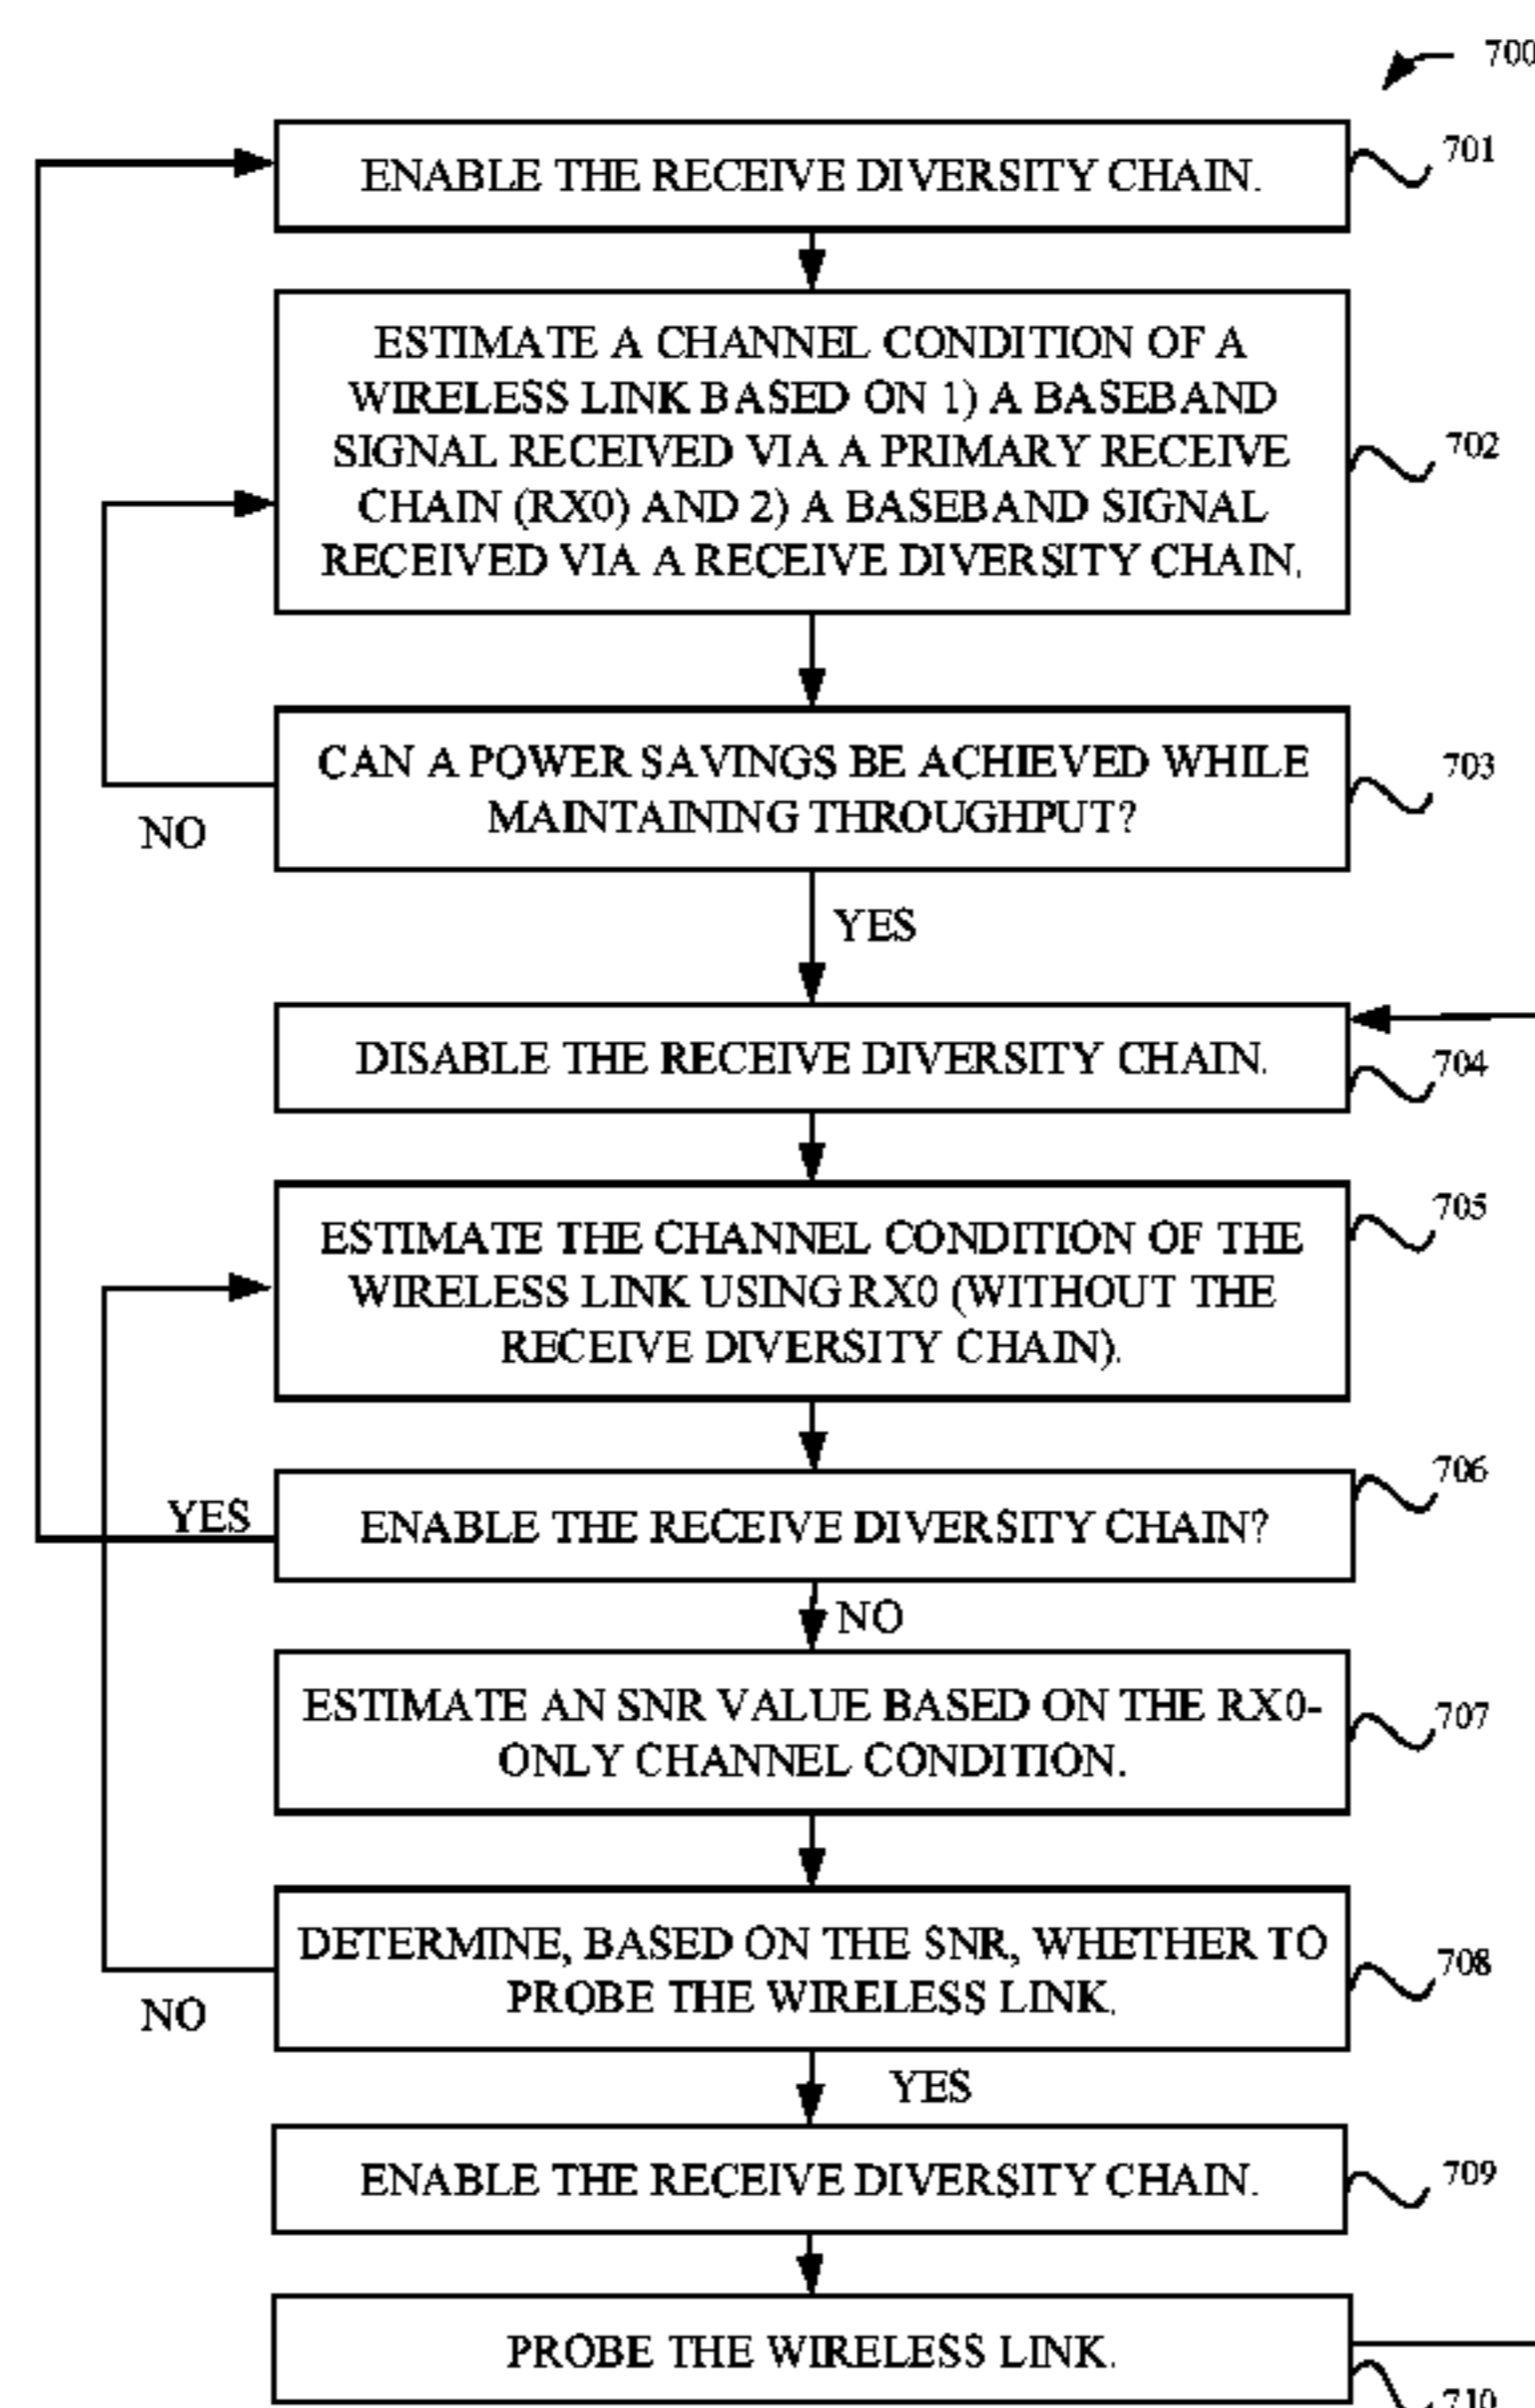 700
ENABLE THE RECEIVE DIVERSITY CHAIN.
701
ESTIMATE A CHANNEL CONDITION OF A
WIRELESS LINK BASED ON 1) A BASEBAND
SIGNAL RECEIVED VIA A PRIMARY RECEIVE
CHAIN (RX0) AND 2) A BASEBAND SIGNAL
RECEIVED VIA A RECEIVE DIVERSITY CHAIN.
702
CAN A POWER SAVINGS BE ACHIEVED WHILE
MAINTAINING THROUGHPUT?
703
NO
YES
DISABLE THE RECEIVE DIVERSITY CHAIN.
704
ESTIMATE THE CHANNEL CONDITION OF THE
WIRELESS LINK USING RX0 (WITHOUT THE
RECEIVE DIVERSITY CHAIN).
705
YES
ENABLE THE RECEIVE DIVERSITY CHAIN?
706
NO
ESTIMATE AN SNR VALUE BASED ON THE RX0-
ONLY CHANNEL CONDITION.
707
DETERMINE, BASED ON THE SNR, WHETHER TO
PROBE THE WIRELESS LINK.
708
NO
YES
ENABLE THE RECEIVE DIVERSITY CHAIN.
709
PROBE THE WIRELESS LINK.
710